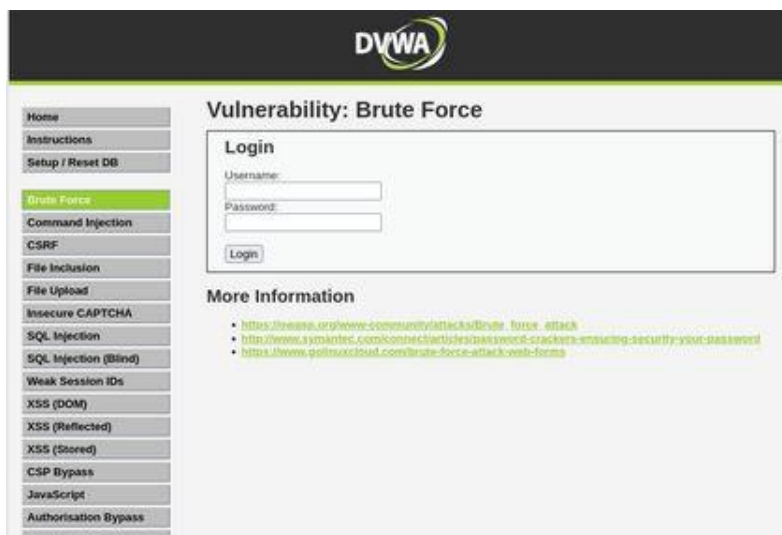 DVWA
Home
Instructions
Setup / Reset DB
Brute Force
Command Injection
CSRF
File Inclusion
File Upload
Insecure CAPTCHA
SQL Injection
SQL Injection (Blind)
Weak Session IDs
XSS (DOM)
XSS (Reflected)
XSS (Stored)
CSP Bypass
JavaScript
Authorisation Bypass
Vulnerability: Brute Force
Login
Username:
Password:
Login
More Information
https://owasp.org/www-community/attacks/Brute_force_attack
http://www.symantec.com/connect/articles/password-crackers-ensuring-security-your-password
https://www.golinuxcloud.com/brute-force-attack-web-forms